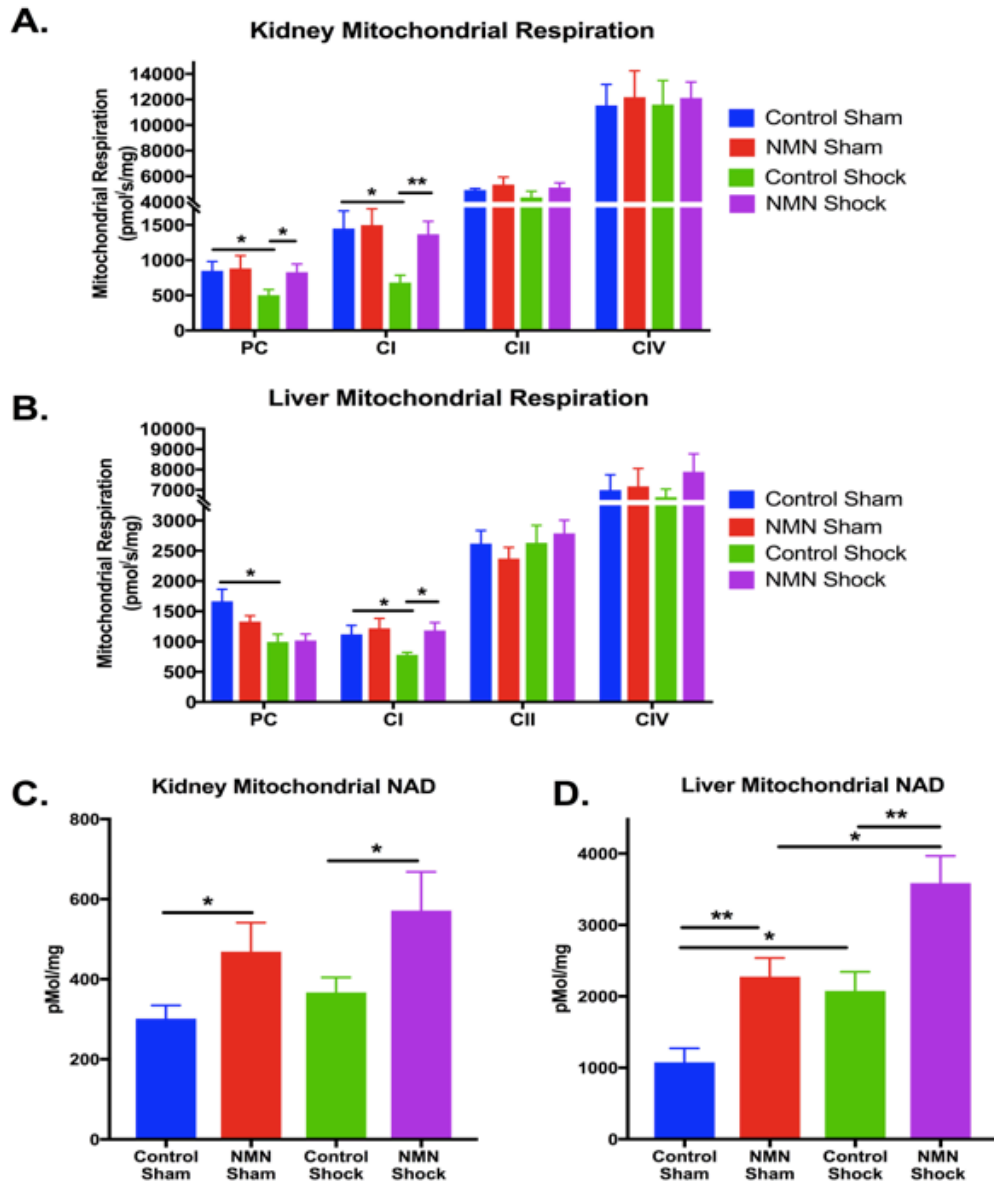 A.
Kidney Mitochondrial Respiration
Mitochondrial Respiration
(pmol/s/mg)
14000
12000
10000
8000
6000
4000
1500
1000
500
0
* * * **
PC CI CII CIV
Control Sham
NMN Sham
Control Shock
NMN Shock
B.
Liver Mitochondrial Respiration
Mitochondrial Respiration
(pmol/s/mg)
10000
9000
8000
7000
3000
2500
2000
1500
1000
500
0
* * *
PC CI CII CIV
Control Sham
NMN Sham
Control Shock
NMN Shock
C.
Kidney Mitochondrial NAD
pMol/mg
800
600
400
200
0
* *
Control Sham
NMN Sham
Control Shock
NMN Shock
D.
Liver Mitochondrial NAD
pMol/mg
4000
3000
2000
1000
0
** * ** *
Control Sham
NMN Sham
Control Shock
NMN Shock